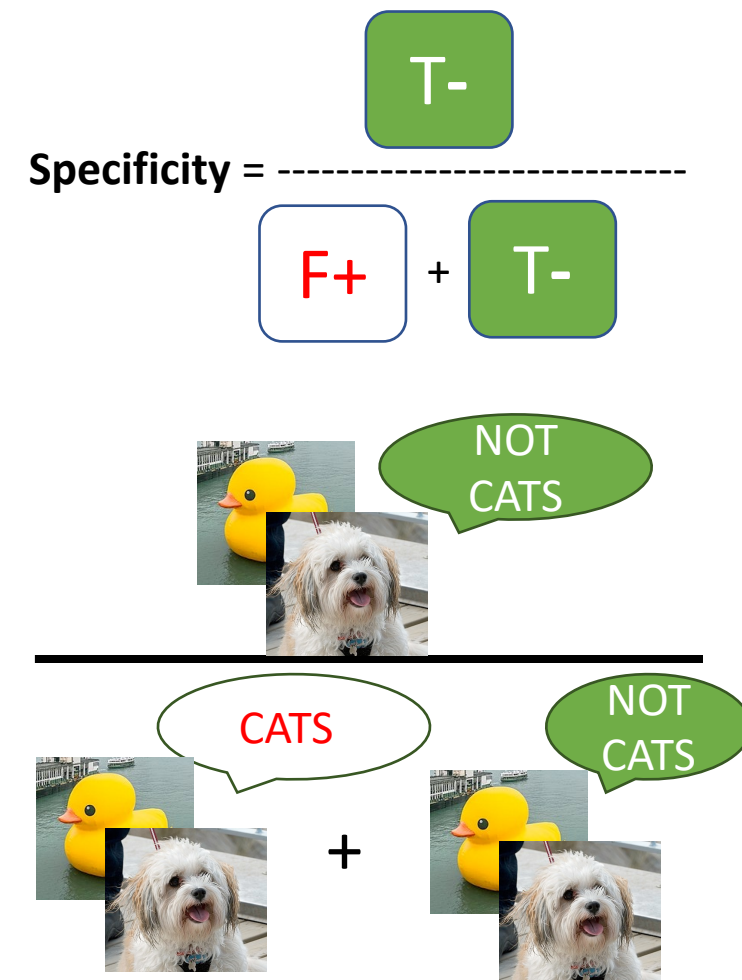 T-
Specificity = ----------------------------
F+ + T-
NOT
CATS
CATS
NOT
CATS
+